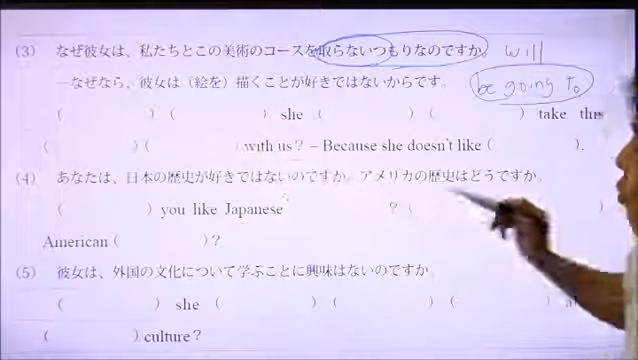 (3) なぜ彼女は、私たちとこの美術のコースを取らないつもりなのですか。 will
―なぜなら、彼女は（絵を）描くことが好きではないからです。 be going to
( ) ( ) she ( ) ( ) take this
( ) ( ) with us? – Because she doesn't like ( ).
(4) あなたは、日本の歴史が好きではないのですか。アメリカの歴史はどうですか。
( ) you like Japanese ? ( )
American ( )?
(5) 彼女は、外国の文化について学ぶことに興味はないのですか。
( ) she ( ) ( ) ( )
( ) culture?